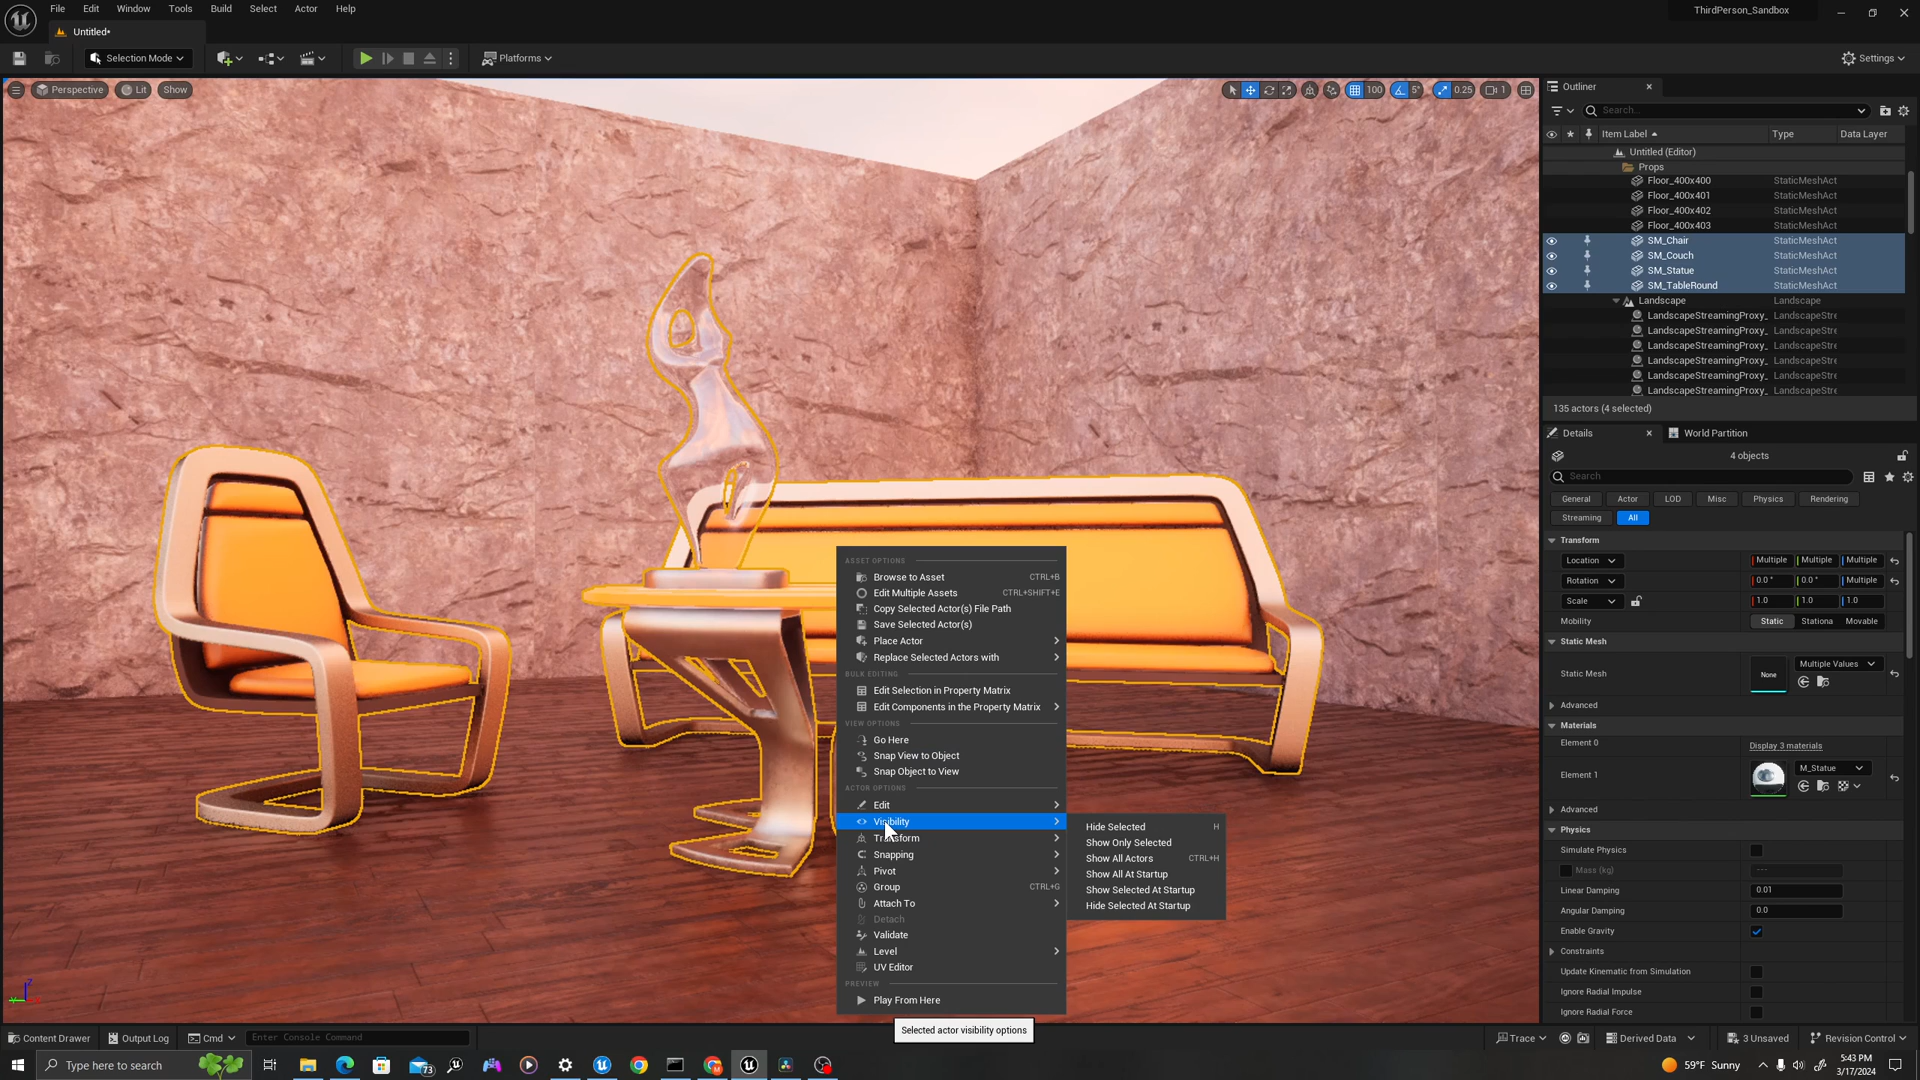 File Edit Window Tools Build Select Actor Help
ThirdPerson_Sandbox
Untitled*
Selection Mode
Platforms
Settings
Perspective
Lit
Show
100
5°
0.25
1
Outliner
Search...
Item Label
Type
Data Layer
Untitled (Editor)
Props
Floor_400x400 StaticMeshAct
Floor_400x401 StaticMeshAct
Floor_400x402 StaticMeshAct
Floor_400x403 StaticMeshAct
SM_Chair StaticMeshAct
SM_Couch StaticMeshAct
SM_Statue StaticMeshAct
SM_TableRound StaticMeshAct
Landscape Landscape
LandscapeStreamingProxy_ LandscapeStre
LandscapeStreamingProxy_ LandscapeStre
LandscapeStreamingProxy_ LandscapeStre
LandscapeStreamingProxy_ LandscapeStre
LandscapeStreamingProxy_ LandscapeStre
LandscapeStreamingProxy_ LandscapeStre
135 actors (4 selected)
Details
World Partition
4 objects
Search
General Actor LOD Misc Physics Rendering
Streaming All
Transform
Location Multiple Multiple Multiple
Rotation 0.0 ° 0.0 ° Multiple
Scale 1.0 1.0 1.0
Mobility Static Stationa Movable
Static Mesh
Static Mesh None Multiple Values
Advanced
Materials
Element 0 Display 3 materials
Element 1 M_Statue
Advanced
Physics
Simulate Physics
Mass (kg) ---
Linear Damping 0.01
Angular Damping 0.0
Enable Gravity
Constraints
Update Kinematic from Simulation
Ignore Radial Impulse
Ignore Radial Force
ASSET OPTIONS
Browse to Asset CTRL+B
Edit Multiple Assets CTRL+SHIFT+E
Copy Selected Actor(s) File Path
Save Selected Actor(s)
Place Actor
Replace Selected Actors with
BULK EDITING
Edit Selection in Property Matrix
Edit Components in the Property Matrix
VIEW OPTIONS
Go Here
Snap View to Object
Snap Object to View
ACTOR OPTIONS
Edit
Visibility
Transform
Snapping
Pivot
Group CTRL+G
Attach To
Detach
Validate
Level
UV Editor
PREVIEW
Play From Here
Hide Selected H
Show Only Selected
Show All Actors CTRL+H
Show All At Startup
Show Selected At Startup
Hide Selected At Startup
Selected actor visibility options
Content Drawer
Output Log
Cmd
Enter Console Command
Trace
Derived Data
3 Unsaved
Revision Control
Type here to search
73
59°F Sunny
5:43 PM
3/17/2024